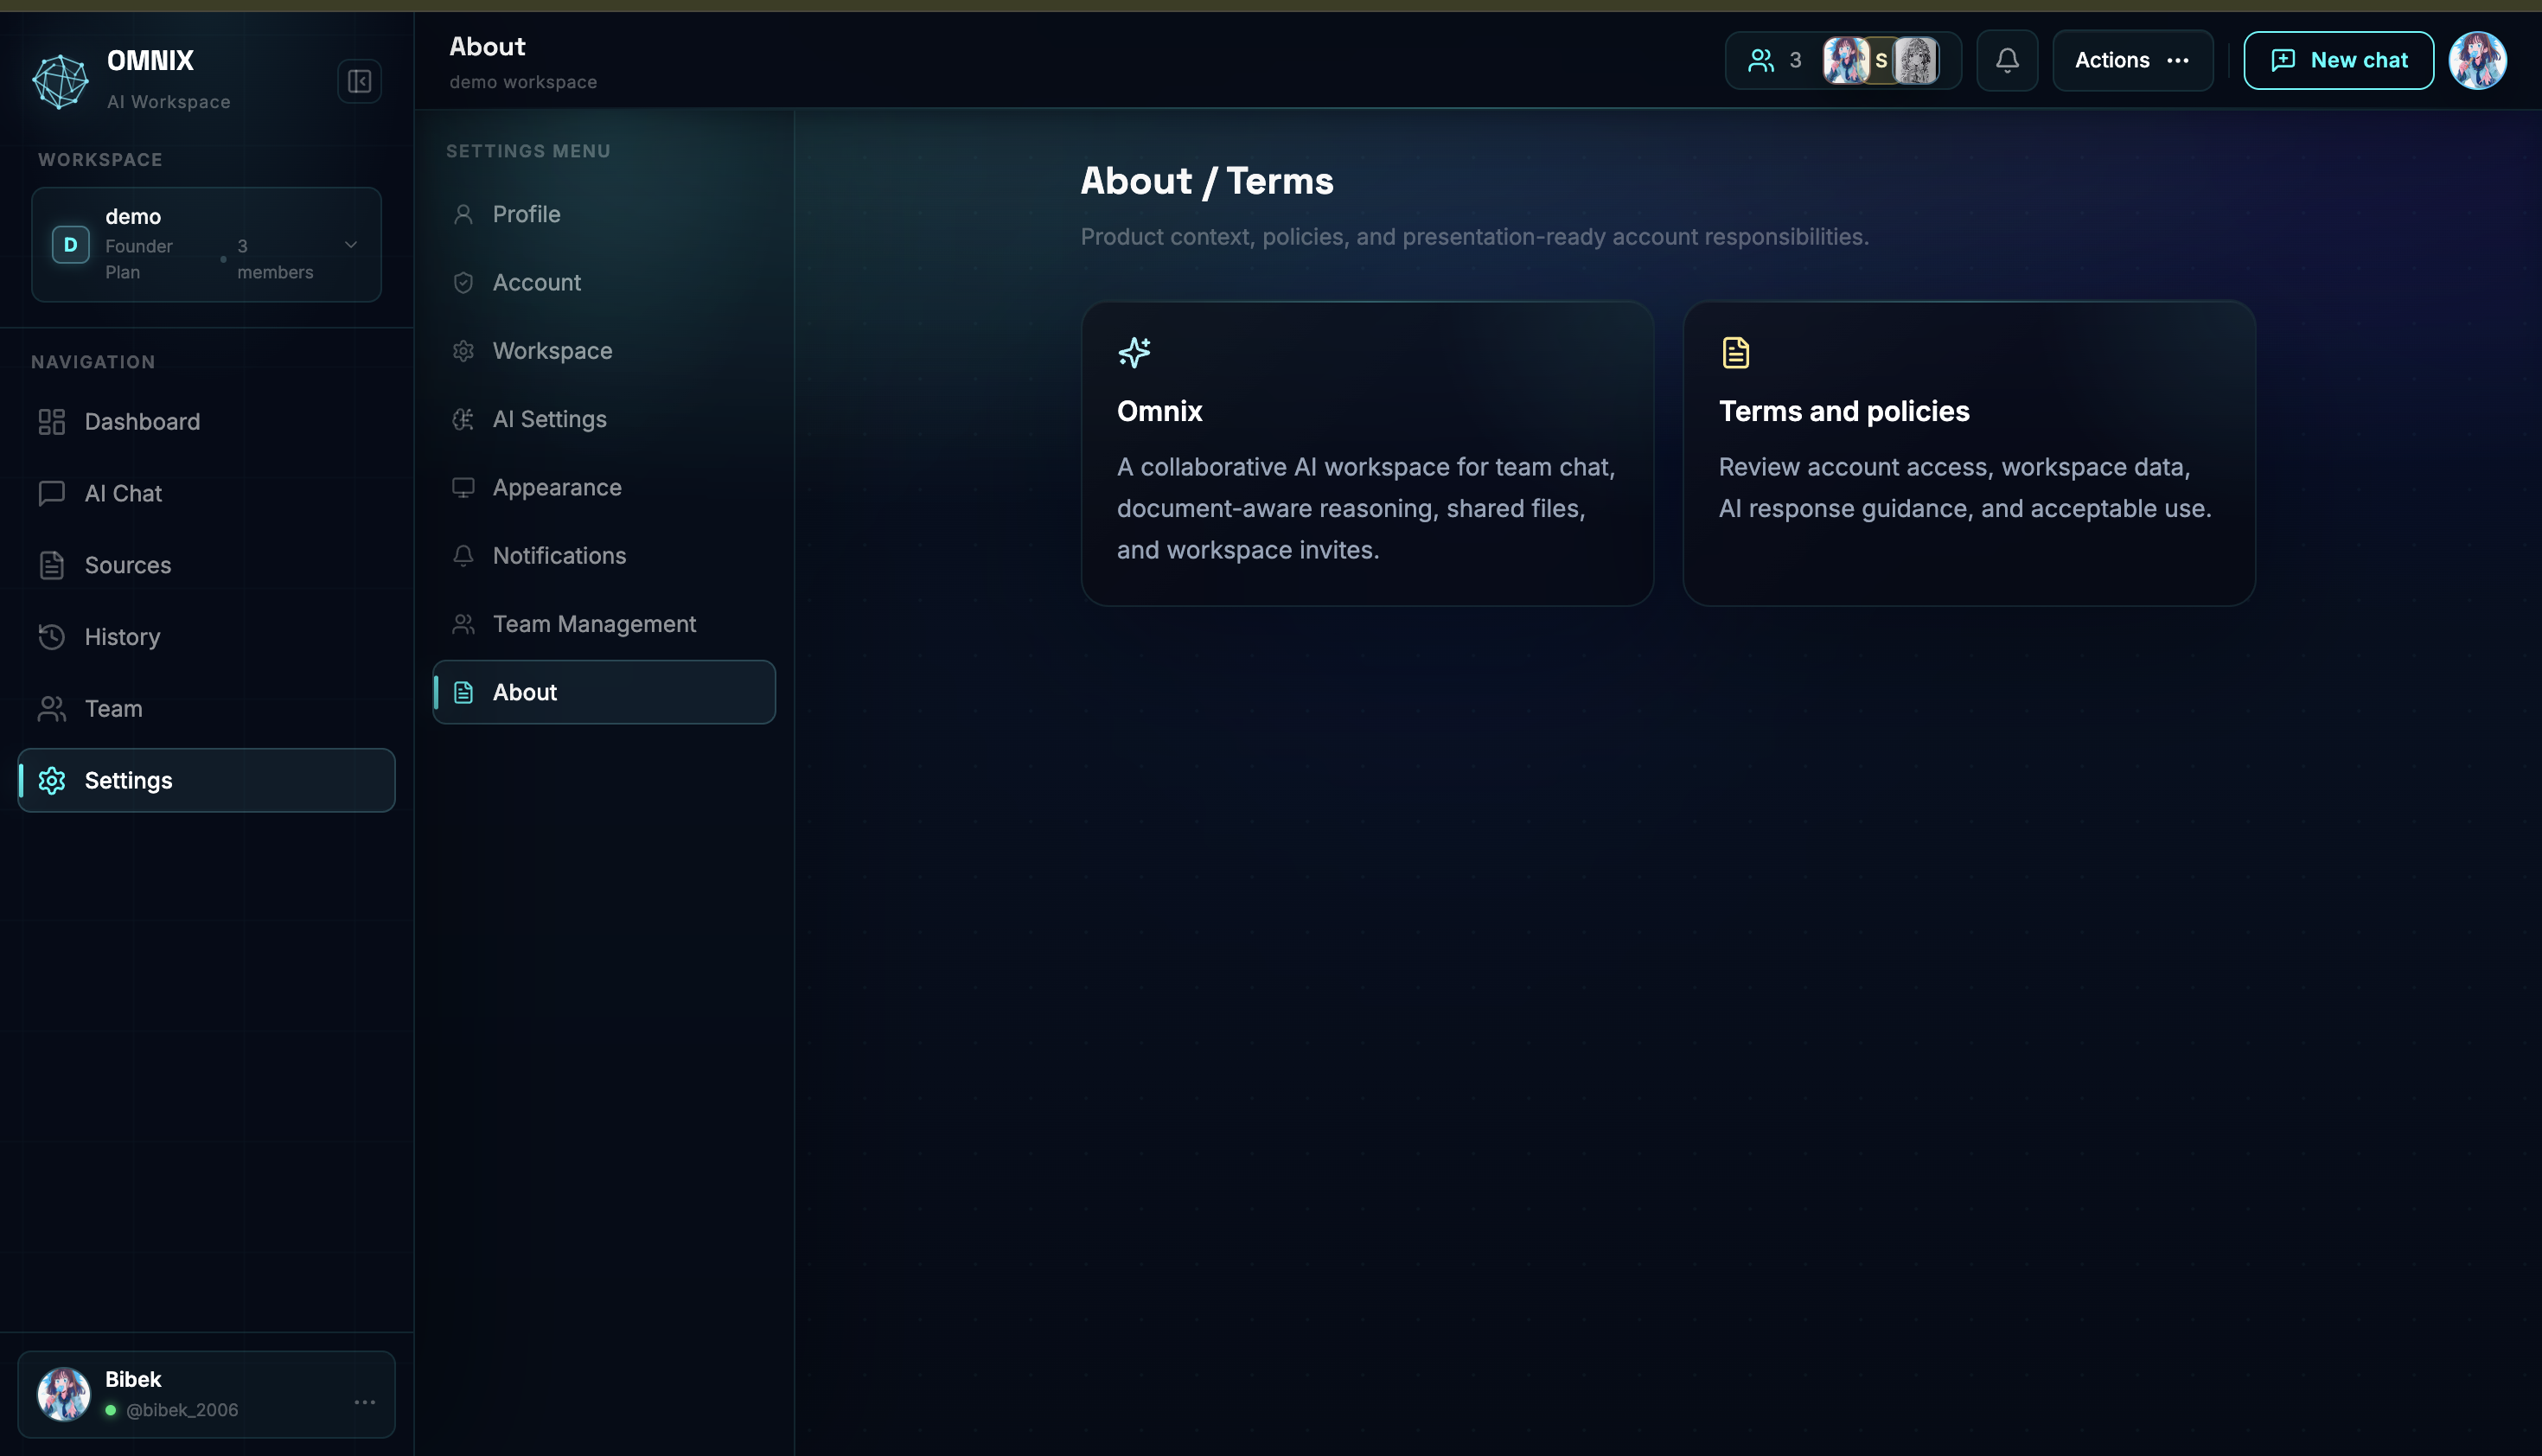 OMNIX
AI Workspace
WORKSPACE
D
demo
Founder
Plan
3
members
NAVIGATION
Dashboard
AI Chat
Sources
History
Team
Settings
Bibek
@bibek_2006
About
demo workspace
3
S
Actions
New chat
SETTINGS MENU
Profile
Account
Workspace
AI Settings
Appearance
Notifications
Team Management
About
About / Terms
Product context, policies, and presentation-ready account responsibilities.
Omnix
A collaborative AI workspace for team chat,
document-aware reasoning, shared files,
and workspace invites.
Terms and policies
Review account access, workspace data,
AI response guidance, and acceptable use.